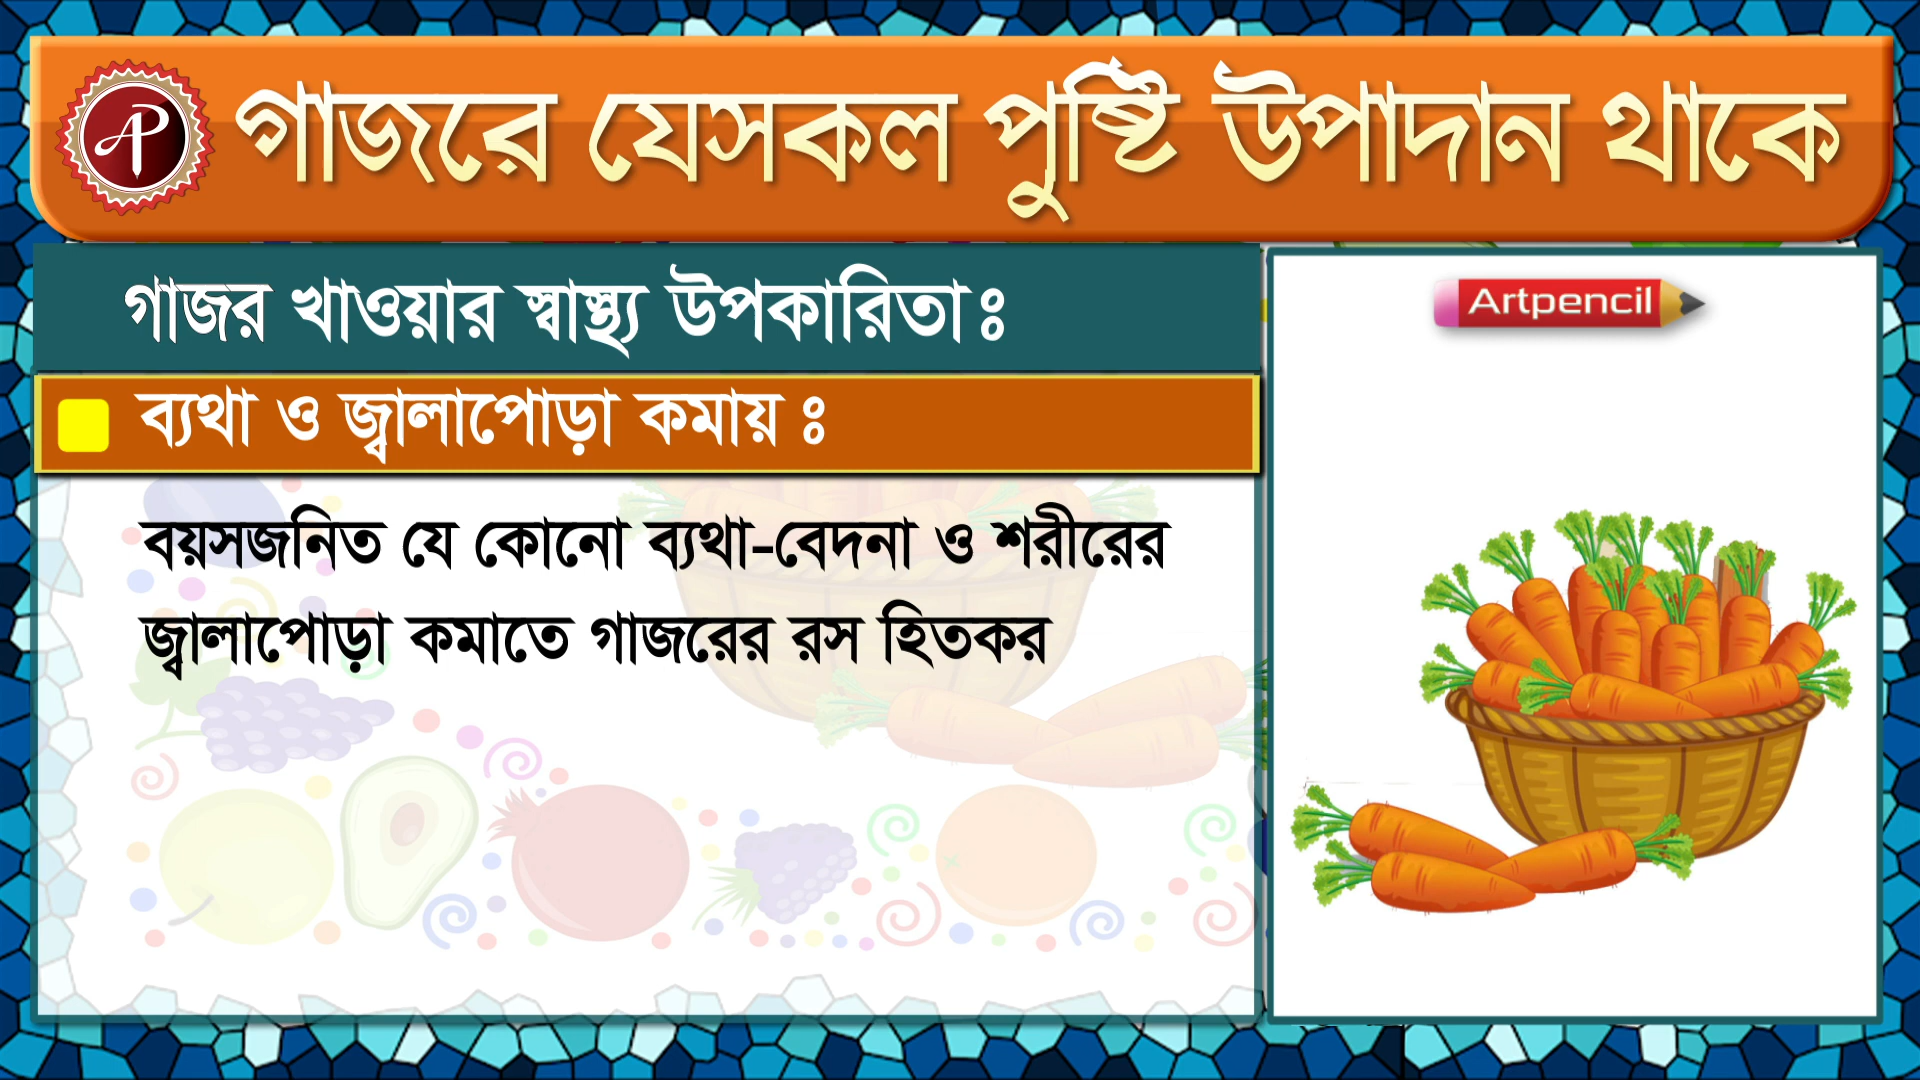 গাজরে যেসকল পুষ্টি উপাদান থাকে
গাজর খাওয়ার স্বাস্থ্য উপকারিতাঃ
ব্যথা ও জ্বালাপোড়া কমায় ঃ
বয়সজনিত যে কোনো ব্যথা-বেদনা ও শরীরের
জ্বালাপোড়া কমাতে গাজরের রস হিতকর
Artpencil